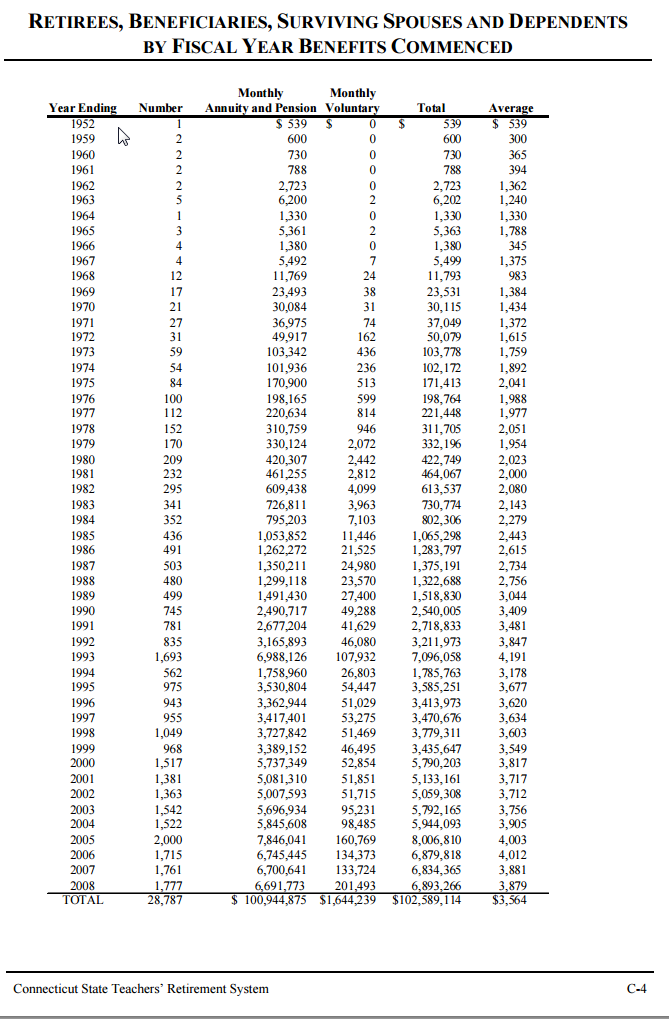 RETIREES, BENEFICIARIES, SURVIVING SPOUSES AND DEPENDENTS
BY FISCAL YEAR BENEFITS COMMENCED
Monthly Monthly
Year Ending Number Annuity and Pension Voluntary Total Average
1952 1 $ 539 $ 0 $ 539 $ 539
1959 2 600 0 600 300
1960 2 730 0 730 365
1961 2 788 0 788 394
1962 2 2,723 0 2,723 1,362
1963 5 6,200 2 6,202 1,240
1964 1 1,330 0 1,330 1,330
1965 3 5,361 2 5,363 1,788
1966 4 1,380 0 1,380 345
1967 4 5,492 7 5,499 1,375
1968 12 11,769 24 11,793 983
1969 17 23,493 38 23,531 1,384
1970 21 30,084 31 30,115 1,434
1971 27 36,975 74 37,049 1,372
1972 31 49,917 162 50,079 1,615
1973 59 103,342 436 103,778 1,759
1974 54 101,936 236 102,172 1,892
1975 84 170,900 513 171,413 2,041
1976 100 198,165 599 198,764 1,988
1977 112 220,634 814 221,448 1,977
1978 152 310,759 946 311,705 2,051
1979 170 330,124 2,072 332,196 1,954
1980 209 420,307 2,442 422,749 2,023
1981 232 461,255 2,812 464,067 2,000
1982 295 609,438 4,099 613,537 2,080
1983 341 726,811 3,963 730,774 2,143
1984 352 795,203 7,103 802,306 2,279
1985 436 1,053,852 11,446 1,065,298 2,443
1986 491 1,262,272 21,525 1,283,797 2,615
1987 503 1,350,211 24,980 1,375,191 2,734
1988 480 1,299,118 23,570 1,322,688 2,756
1989 499 1,491,430 27,400 1,518,830 3,044
1990 745 2,490,717 49,288 2,540,005 3,409
1991 781 2,677,204 41,629 2,718,833 3,481
1992 835 3,165,893 46,080 3,211,973 3,847
1993 1,693 6,988,126 107,932 7,096,058 4,191
1994 562 1,758,960 26,803 1,785,763 3,178
1995 975 3,530,804 54,447 3,585,251 3,677
1996 943 3,362,944 51,029 3,413,973 3,620
1997 955 3,417,401 53,275 3,470,676 3,634
1998 1,049 3,727,842 51,469 3,779,311 3,603
1999 968 3,389,152 46,495 3,435,647 3,549
2000 1,517 5,737,349 52,854 5,790,203 3,817
2001 1,381 5,081,310 51,851 5,133,161 3,717
2002 1,363 5,007,593 51,715 5,059,308 3,712
2003 1,542 5,696,934 95,231 5,792,165 3,756
2004 1,522 5,845,608 98,485 5,944,093 3,905
2005 2,000 7,846,041 160,769 8,006,810 4,003
2006 1,715 6,745,445 134,373 6,879,818 4,012
2007 1,761 6,700,641 133,724 6,834,365 3,881
2008 1,777 6,691,773 201,493 6,893,266 3,879
TOTAL 28,787 $ 100,944,875 $1,644,239 $102,589,114 $3,564
Connecticut State Teachers' Retirement System C-4